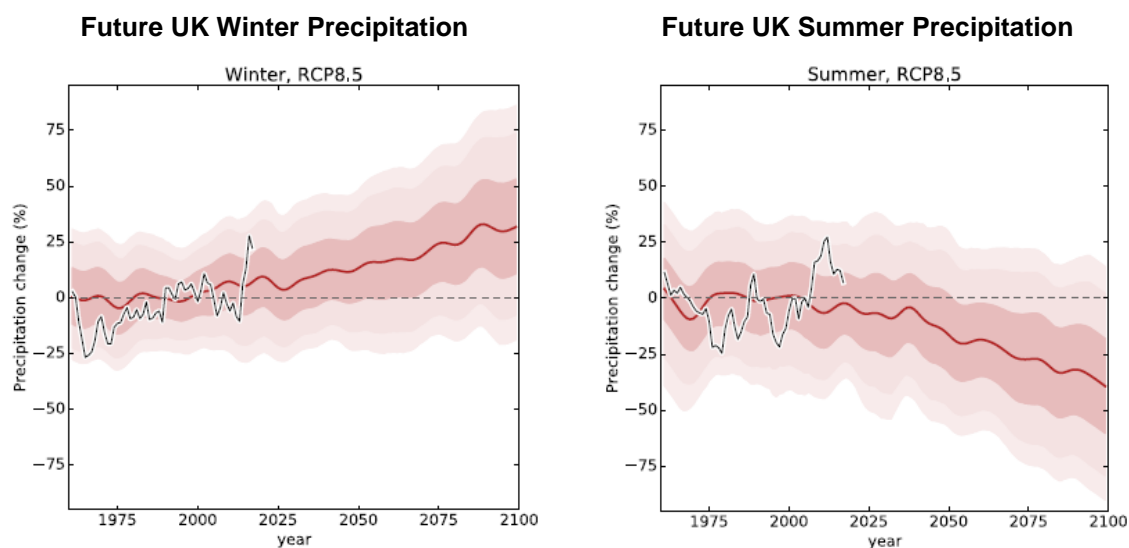 Future UK Winter Precipitation
Winter, RCP8.5
Precipitation change (%)
75
50
25
0
−25
−50
−75
1975 2000 2025 2050 2075 2100
year
Future UK Summer Precipitation
Summer, RCP8.5
Precipitation change (%)
75
50
25
0
−25
−50
−75
1975 2000 2025 2050 2075 2100
year